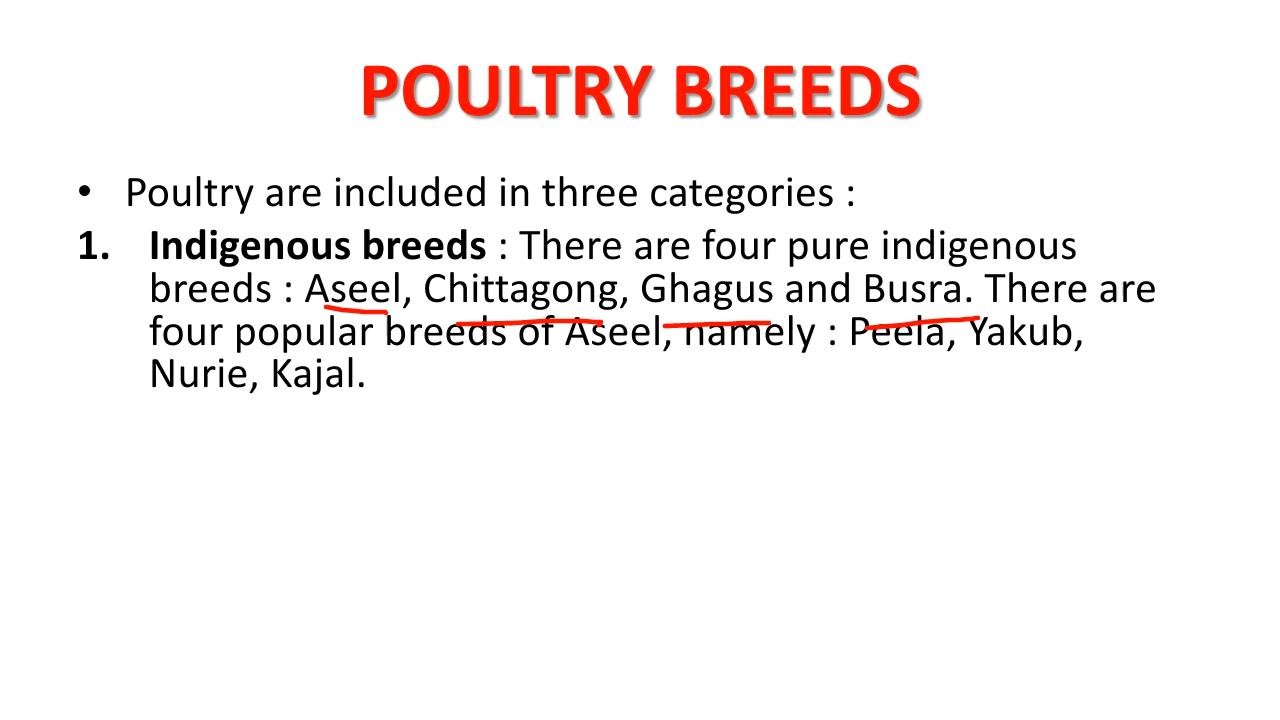 POULTRY BREEDS
• Poultry are included in three categories :
1. Indigenous breeds : There are four pure indigenous
breeds : Aseel, Chittagong, Ghagus and Busra. There are
four popular breeds of Aseel, namely : Peela, Yakub,
Nurie, Kajal.